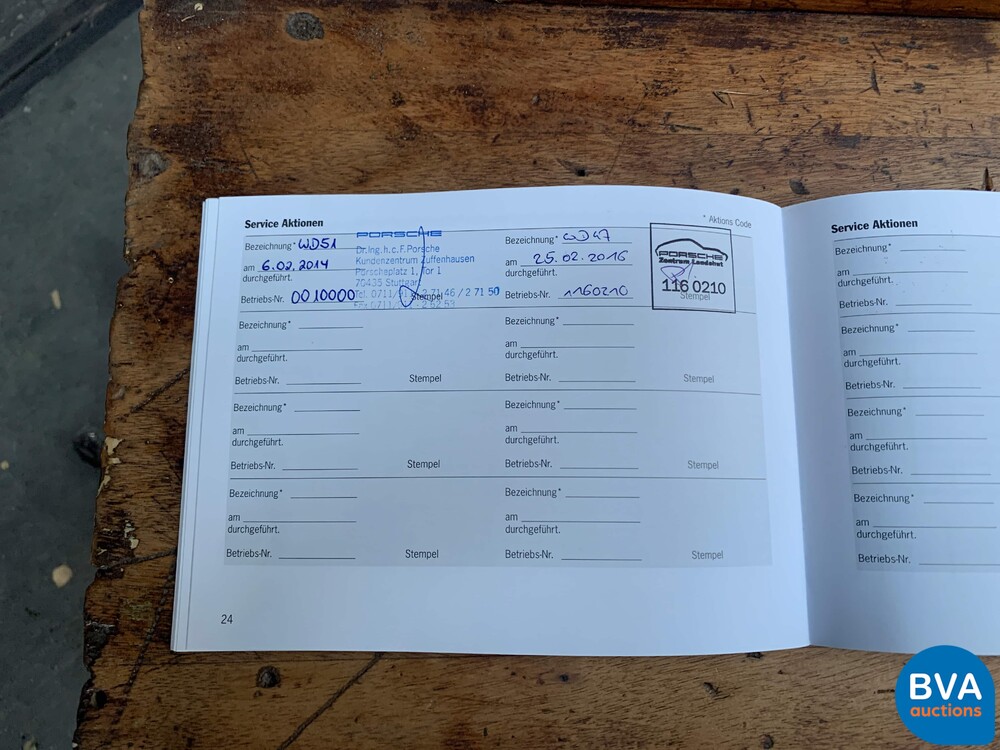 Service Aktionen
* Aktions Code
Bezeichnung* WD51
am 6.02.2014
durchgeführt.
Betriebs-Nr. 0010000
PORSCHE
Dr.Ing.h.c.F.Porsche
Kundenzentrum Zuffenhausen
Porscheplatz 1, Tor 1
70435 Stuttgart
Stempel
Bezeichnung* WD47
am 25.02.2016
durchgeführt.
Betriebs-Nr. 1160210
PORSCHE
Zentrum Landshut
116 0210
Stempel
Bezeichnung*
am
durchgeführt.
Betriebs-Nr. Stempel
Bezeichnung*
am
durchgeführt.
Betriebs-Nr. Stempel
Bezeichnung*
am
durchgeführt.
Betriebs-Nr. Stempel
Bezeichnung*
am
durchgeführt.
Betriebs-Nr. Stempel
Bezeichnung*
am
durchgeführt.
Betriebs-Nr. Stempel
Bezeichnung*
am
durchgeführt.
Betriebs-Nr. Stempel
24
Service Aktionen
Bezeichnung*
am
durchgeführt.
Betriebs-Nr.
Bezeichnung*
am
durchgeführt.
Betriebs-Nr.
Bezeichnung*
am
durchgeführt.
Betriebs-Nr.
Bezeichnung*
am
durchgeführt.
Betriebs-Nr.
BVA
auctions